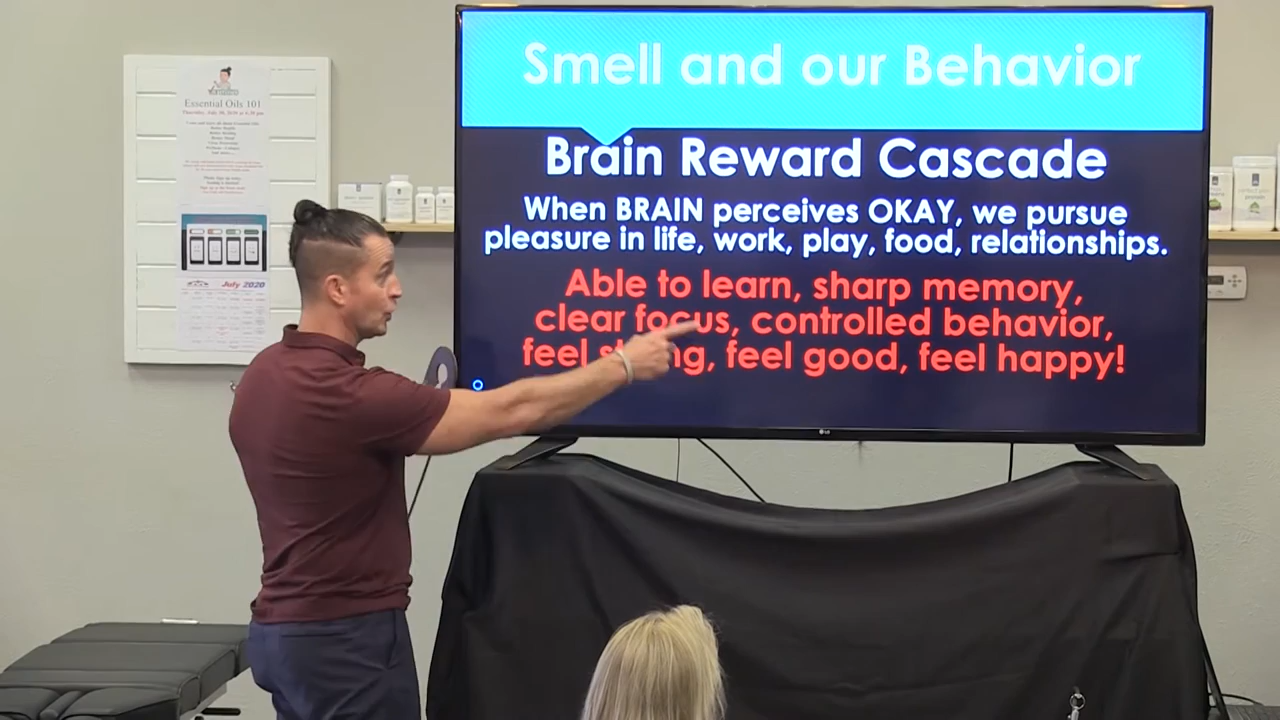 Smell and our Behavior
Brain Reward Cascade
When BRAIN perceives OKAY, we pursue
pleasure in life, work, play, food, relationships.
Able to learn, sharp memory,
clear focus, controlled behavior,
feel strong, feel good, feel happy!
LG
Essential Oils 101
July 2020